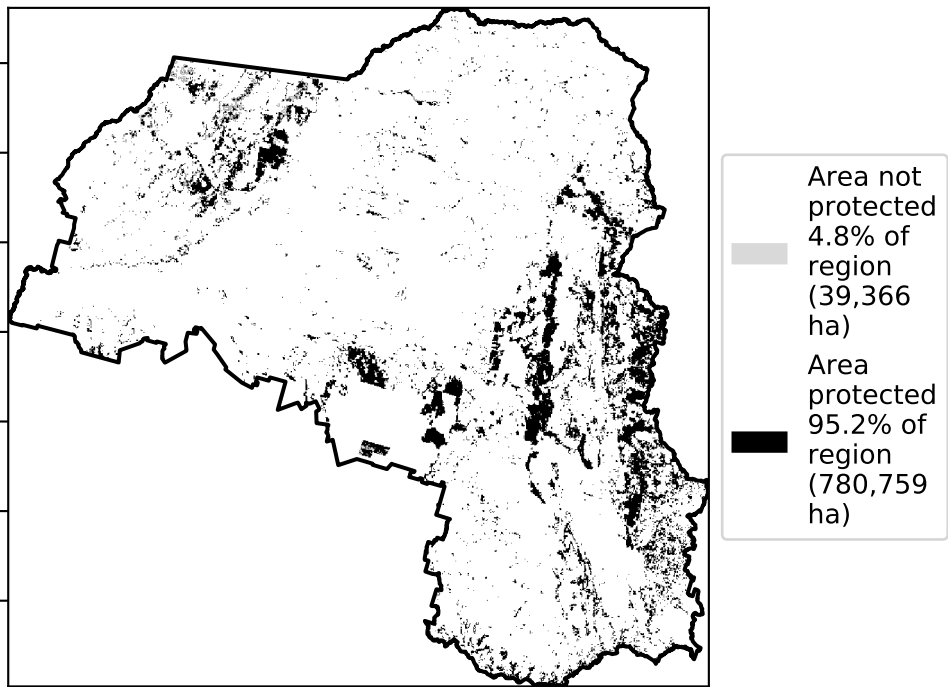 Area not
protected
4.8% of
region
(39,366
ha)
Area
protected
95.2% of
region
(780,759
ha)